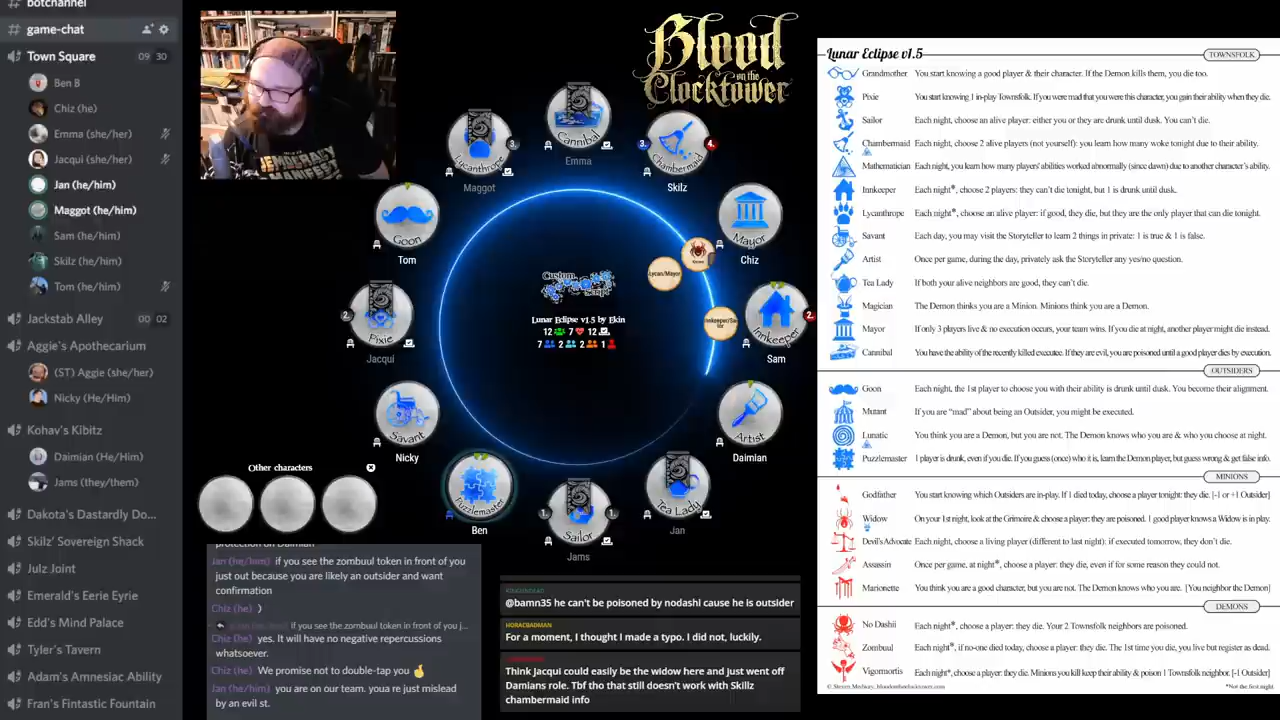 botchannel
game-chat
Town Square
09 30
Ben B
Chiz (he)
Emma (she/her)
Jacqui (she/her)
Jan (he/him)
Maggot (he/him)
Sam (he/him)
Skilz (he/him)
Tom (he/him)
Jackstab Alley
00 02
Aggie's Apothecarium
(ST) Aggie (she/her)
Nicky (He/Him)
Kohav's Kibitz
Daimian (He/Him)
Jams (they/them)
Dakota's Dastardly Do...
Skilz' Sovereign Shack
Julz Joint
Emerald's Eerie Eyrie
Edd's Mind Palace
Tyler's Tavern
Adam's Amnesiac Ability
Fran's Fintastic Fountain
Blood
on the
Clocktower
Cannibal
Emma
Lycanthrope
Maggot
3
3
Chambermaid
4
Skilz
Goon
Tom
Mayor
Chiz
Lycan/Mayor
Pixie
2
Jacqui
Innkeeper
2
Sam
Savant
Nicky
Artist
Daimian
Puzzlemaster
Ben
Sailor
1
1
Jams
Tea Lady
Jan
Custom
Script
Lunar Eclipse v1.5 by Ekin
12 7 12
7 2 2 1
Other characters
protection on Daimian
Jan (he/him) if you see the zombuul token in front of you
just out because you are likely an outsider and want
confirmation
Chiz (he) )
if you see the zombuul token in front of you j...
Chiz (he) yes. It will have no negative repercussions
whatsoever.
Chiz (he) We promise not to double-tap you 🤞
Jan (he/him) you are on our team. youa re just mislead
by an evil st.
@bamn35 he can't be poisoned by nodashi cause he is outsider
HORACBADMAN
For a moment, I thought I made a typo. I did not, luckily.
Think Jacqui could easily be the widow here and just went off
Damians role. Tbf tho that still doesn't work with Skillz
chambermaid info
Lunar Eclipse v1.5
TOWNSFOLK
Grandmother You start knowing a good player & their character. If the Demon kills them, you die too.
Pixie You start knowing 1 in-play Townsfolk. If you were mad that you were this character, you gain their ability when they die.
Sailor Each night, choose an alive player: either you or they are drunk until dusk. You can't die.
Chambermaid Each night, choose 2 alive players (not yourself): you learn how many woke tonight due to their ability.
Mathematician Each night, you learn how many players' abilities worked abnormally (since dawn) due to another character's ability.
Innkeeper Each night*, choose 2 players: they can't die tonight, but 1 is drunk until dusk.
Lycanthrope Each night*, choose an alive player: if good, they die, but they are the only player that can die tonight.
Savant Each day, you may visit the Storyteller to learn 2 things in private: 1 is true & 1 is false.
Artist Once per game, during the day, privately ask the Storyteller any yes/no question.
Tea Lady If both your alive neighbors are good, they can't die.
Magician The Demon thinks you are a Minion. Minions think you are a Demon.
Mayor If only 3 players live & no execution occurs, your team wins. If you die at night, another player might die instead.
Cannibal You have the ability of the recently killed executee. If they are evil, you are poisoned until a good player dies by execution.
OUTSIDERS
Goon Each night, the 1st player to choose you with their ability is drunk until dusk. You become their alignment.
Mutant If you are "mad" about being an Outsider, you might be executed.
Lunatic You think you are a Demon, but you are not. The Demon knows who you are & who you choose at night.
Puzzlemaster 1 player is drunk, even if you die. If you guess (once) who it is, learn the Demon player, but guess wrong & get false info.
MINIONS
Godfather You start knowing which Outsiders are in-play. If 1 died today, choose a player tonight: they die. [-1 or +1 Outsider]
Widow On your 1st night, look at the Grimoire & choose a player: they are poisoned. 1 good player knows a Widow is in play.
Devil's Advocate Each night, choose a living player (different to last night): if executed tomorrow, they don't die.
Assassin Once per game, at night*, choose a player: they die, even if for some reason they could not.
Marionette You think you are a good character, but you are not. The Demon knows who you are. [You neighbor the Demon]
DEMONS
No Dashii Each night*, choose a player: they die. Your 2 Townsfolk neighbors are poisoned.
Zombuul Each night*, if no-one died today, choose a player: they die. The 1st time you die, you live but register as dead.
Vigormortis Each night*, choose a player: they die. Minions you kill keep their ability & poison 1 Townsfolk neighbor. [-1 Outsider]
© Steven Medway, bloodontheclocktower.com
*Not the first night